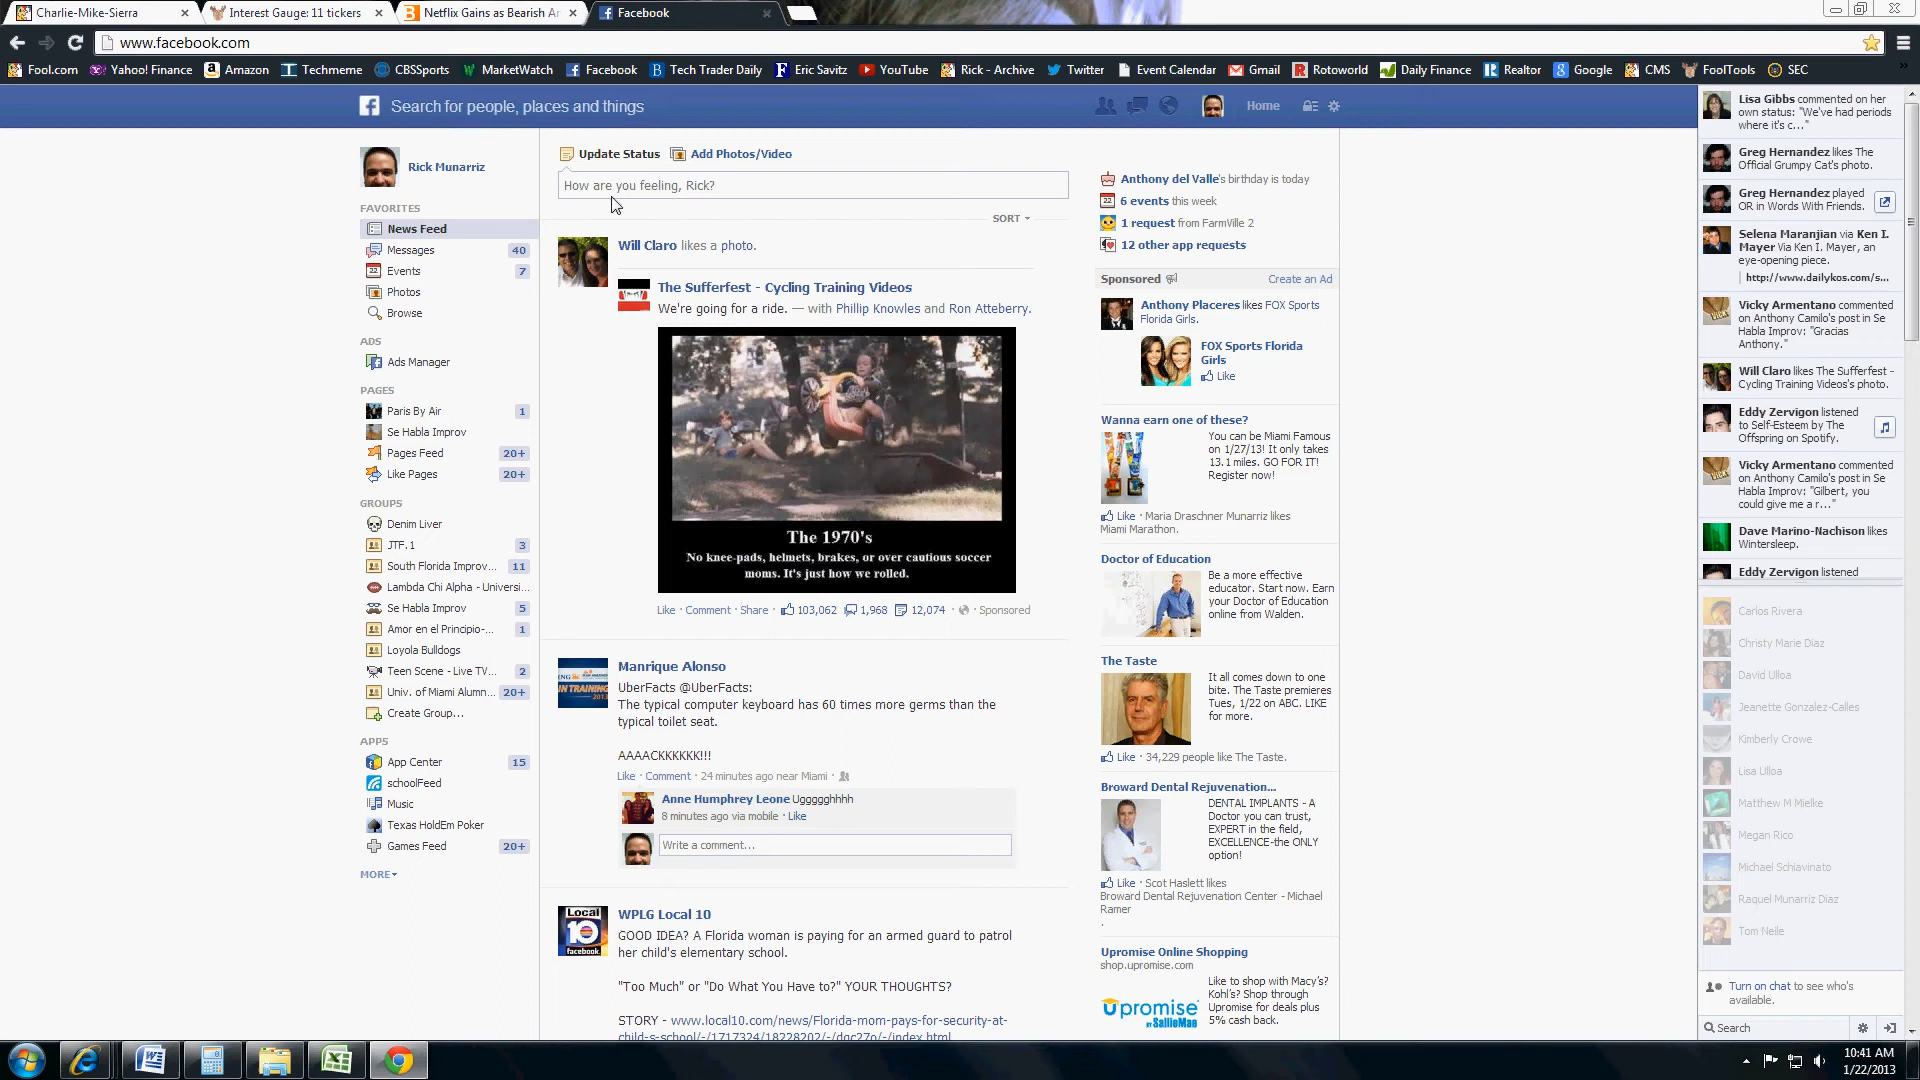 Charlie-Mike-Sierra
Interest Gauge: 11 tickers
Netflix Gains as Bearish Ar
Facebook
www.facebook.com
Fool.com
Yahoo! Finance
Amazon
Techmeme
CBSSports
MarketWatch
Facebook
Tech Trader Daily
Eric Savitz
YouTube
Rick - Archive
Twitter
Event Calendar
Gmail
Rotoworld
Daily Finance
Realtor
Google
CMS
FoolTools
SEC
Search for people, places and things
Home
Rick Munarriz
FAVORITES
News Feed
Messages 40
Events 7
Photos
Browse
ADS
Ads Manager
PAGES
Paris By Air 1
Se Habla Improv
Pages Feed 20+
Like Pages 20+
GROUPS
Denim Liver
JTF.1 3
South Florida Improv... 11
Lambda Chi Alpha - Universi...
Se Habla Improv 5
Amor en el Principio-... 1
Loyola Bulldogs
Teen Scene - Live TV... 2
Univ. of Miami Alumn... 20+
Create Group...
APPS
App Center 15
schoolFeed
Music
Texas HoldEm Poker
Games Feed 20+
MORE
Update Status Add Photos/Video
How are you feeling, Rick?
SORT
Will Claro likes a photo.
The Sufferfest - Cycling Training Videos
We're going for a ride. — with Phillip Knowles and Ron Atteberry.
The 1970's
No knee-pads, helmets, brakes, or over cautious soccer
moms. It's just how we rolled.
Like · Comment · Share · 103,062 1,968 12,074 · Sponsored
Manrique Alonso
UberFacts @UberFacts:
The typical computer keyboard has 60 times more germs than the
typical toilet seat.
AAAACKKKKKK!!!
Like · Comment · 24 minutes ago near Miami ·
Anne Humphrey Leone Uggggghhhh
8 minutes ago via mobile · Like
Write a comment...
Local
10
facebook
WPLG Local 10
GOOD IDEA? A Florida woman is paying for an armed guard to patrol
her child's elementary school.
"Too Much" or "Do What You Have to?" YOUR THOUGHTS?
STORY - www.local10.com/news/Florida-mom-pays-for-security-at-
child-s-school/-/1717324/18228202/-/dgc27o/-/index.html
Anthony del Valle's birthday is today
6 events this week
1 request from FarmVille 2
12 other app requests
Sponsored Create an Ad
Anthony Placeres likes FOX Sports
Florida Girls.
FOX Sports Florida
Girls
Like
Wanna earn one of these?
You can be Miami Famous
on 1/27/13! It only takes
13.1 miles. GO FOR IT!
Register now!
Like · Maria Draschner Munarriz likes
Miami Marathon.
Doctor of Education
Be a more effective
educator. Start now. Earn
your Doctor of Education
online from Walden.
The Taste
It all comes down to one
bite. The Taste premieres
Tues, 1/22 on ABC. LIKE
for more.
Like · 34,229 people like The Taste.
Broward Dental Rejuvenation...
DENTAL IMPLANTS - A
Doctor you can trust,
EXPERT in the field,
EXCELLENCE-the ONLY
option!
Like · Scot Haslett likes
Broward Dental Rejuvenation Center - Michael
Ramer
.
Upromise Online Shopping
shop.upromise.com
Upromise
BY SallieMae
Like to shop with Macy's?
Kohl's? Shop through
Upromise for deals plus
5% cash back.
Lisa Gibbs commented on her
own status: "We've had periods
where it's c..."
Greg Hernandez likes The
Official Grumpy Cat's photo.
Greg Hernandez played
OR in Words With Friends.
Selena Maranjian via Ken I.
Mayer Via Ken I. Mayer, an
eye-opening piece.
http://www.dailykos.com/s...
Vicky Armentano commented
on Anthony Camilo's post in Se
Habla Improv: "Gracias
Anthony."
Will Claro likes The Sufferfest -
Cycling Training Videos's photo.
Eddy Zervigon listened
to Self-Esteem by The
Offspring on Spotify.
Vicky Armentano commented
on Anthony Camilo's post in Se
Habla Improv: "Gilbert, you
could give me a r..."
Dave Marino-Nachison likes
Wintersleep.
Eddy Zervigon listened
Carlos Rivera
Christy Marie Diaz
David Ulloa
Jeanette Gonzalez-Calles
Kimberly Crowe
Lisa Ulloa
Matthew M Mielke
Megan Rico
Michael Schiavinato
Raquel Munarriz Diaz
Tom Neile
Turn on chat to see who's
available.
Search
10:41 AM
1/22/2013